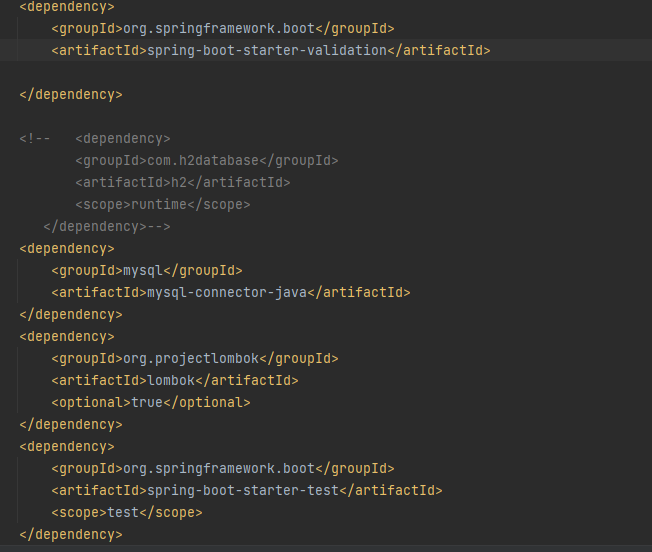 <dependency>
    <groupId>org.springframework.boot</groupId>
    <artifactId>spring-boot-starter-validation</artifactId>

</dependency>

<!--   <dependency>
       <groupId>com.h2database</groupId>
       <artifactId>h2</artifactId>
       <scope>runtime</scope>
   </dependency>-->
<dependency>
    <groupId>mysql</groupId>
    <artifactId>mysql-connector-java</artifactId>
</dependency>
<dependency>
    <groupId>org.projectlombok</groupId>
    <artifactId>lombok</artifactId>
    <optional>true</optional>
</dependency>
<dependency>
    <groupId>org.springframework.boot</groupId>
    <artifactId>spring-boot-starter-test</artifactId>
    <scope>test</scope>
</dependency>